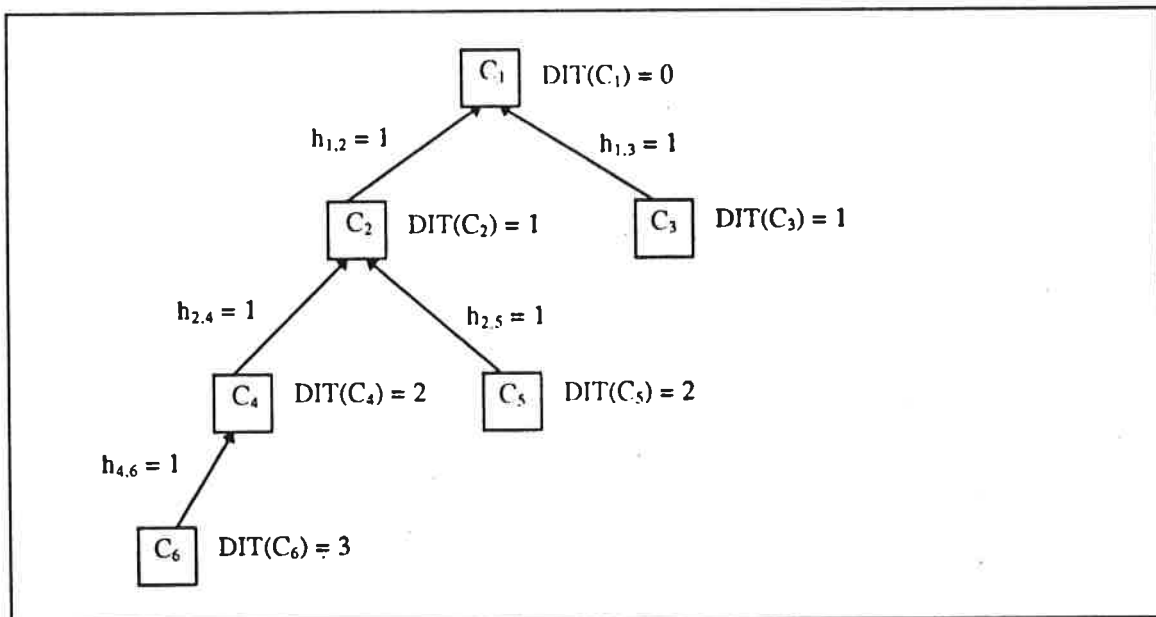 C₁ DIT(C₁) = 0
h₁,₂ = 1 h₁,₃ = 1
C₂ DIT(C₂) = 1 C₃ DIT(C₃) = 1
h₂,₄ = 1 h₂,₅ = 1
C₄ DIT(C₄) = 2 C₅ DIT(C₅) = 2
h₄,₆ = 1
C₆ DIT(C₆) = 3